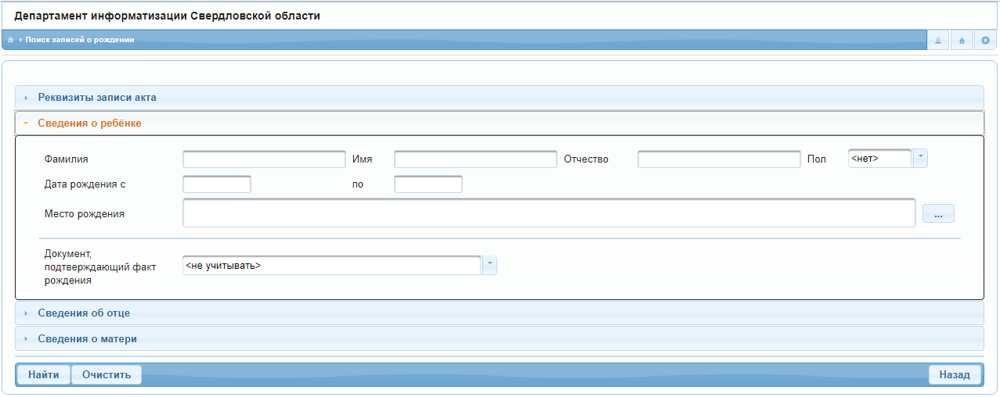 Департамент информатизации Свердловской области
Поиск записей о рождении
Реквизиты записи акта
Сведения о ребёнке
Фамилия Имя Отчество Пол <нет>
Дата рождения с по
Место рождения ...
Документ,
подтверждающий факт
рождения
<не учитывать>
Сведения об отце
Сведения о матери
Найти Очистить Назад